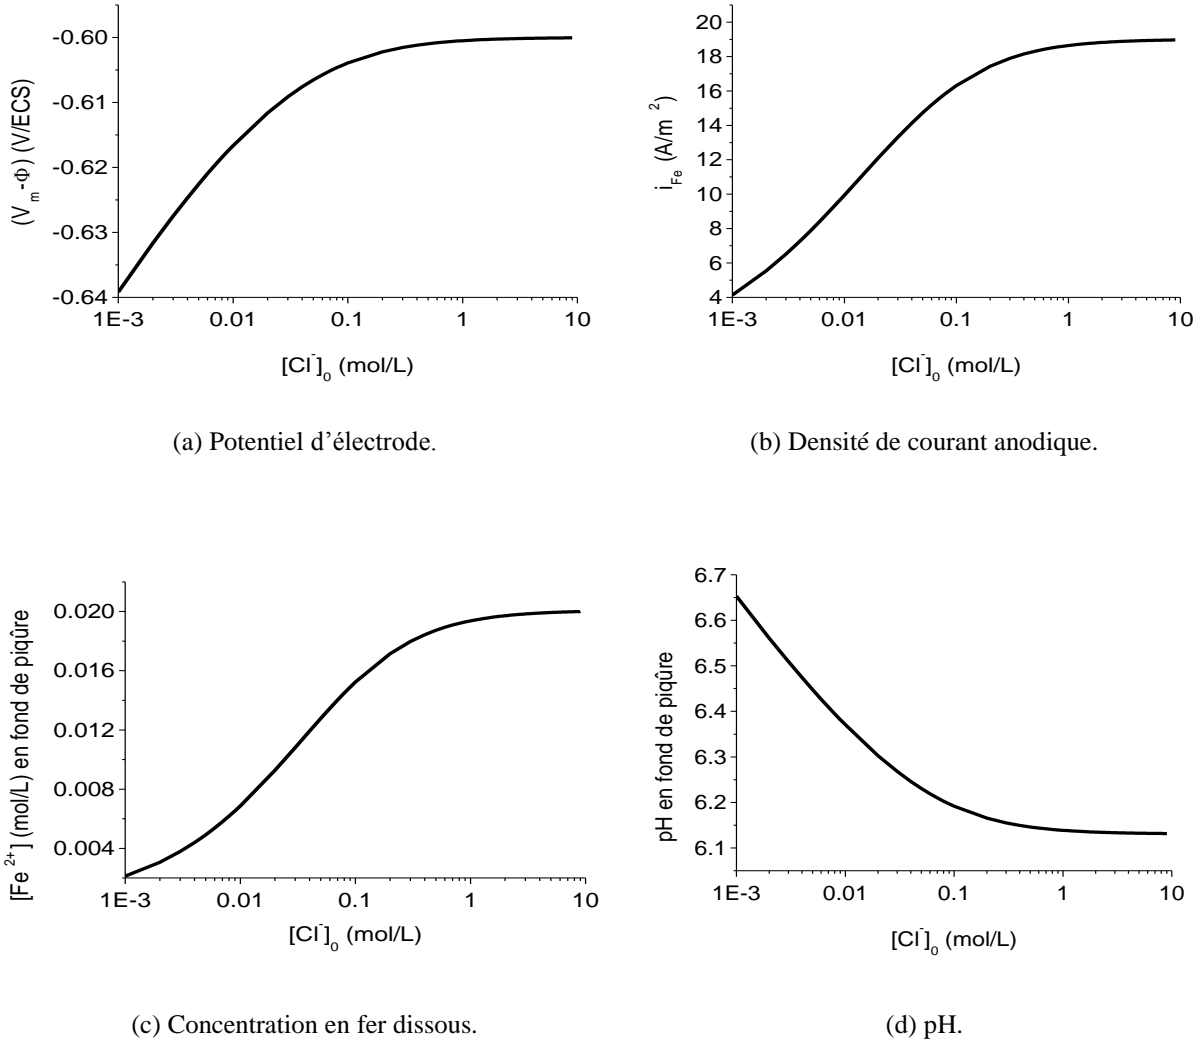 (V_m -Φ) (V/ECS)
-0.60
-0.61
-0.62
-0.63
-0.64
1E-3 0.01 0.1 1 10
[Cl⁻]₀ (mol/L)
(a) Potentiel d’électrode.
i_Fe (A/m²)
20
18
16
14
12
10
8
6
4
1E-3 0.01 0.1 1 10
[Cl⁻]₀ (mol/L)
(b) Densité de courant anodique.
[Fe²⁺] (mol/L) en fond de piqûre
0.020
0.016
0.012
0.008
0.004
1E-3 0.01 0.1 1 10
[Cl⁻]₀ (mol/L)
(c) Concentration en fer dissous.
pH en fond de piqûre
6.7
6.6
6.5
6.4
6.3
6.2
6.1
1E-3 0.01 0.1 1 10
[Cl⁻]₀ (mol/L)
(d) pH.